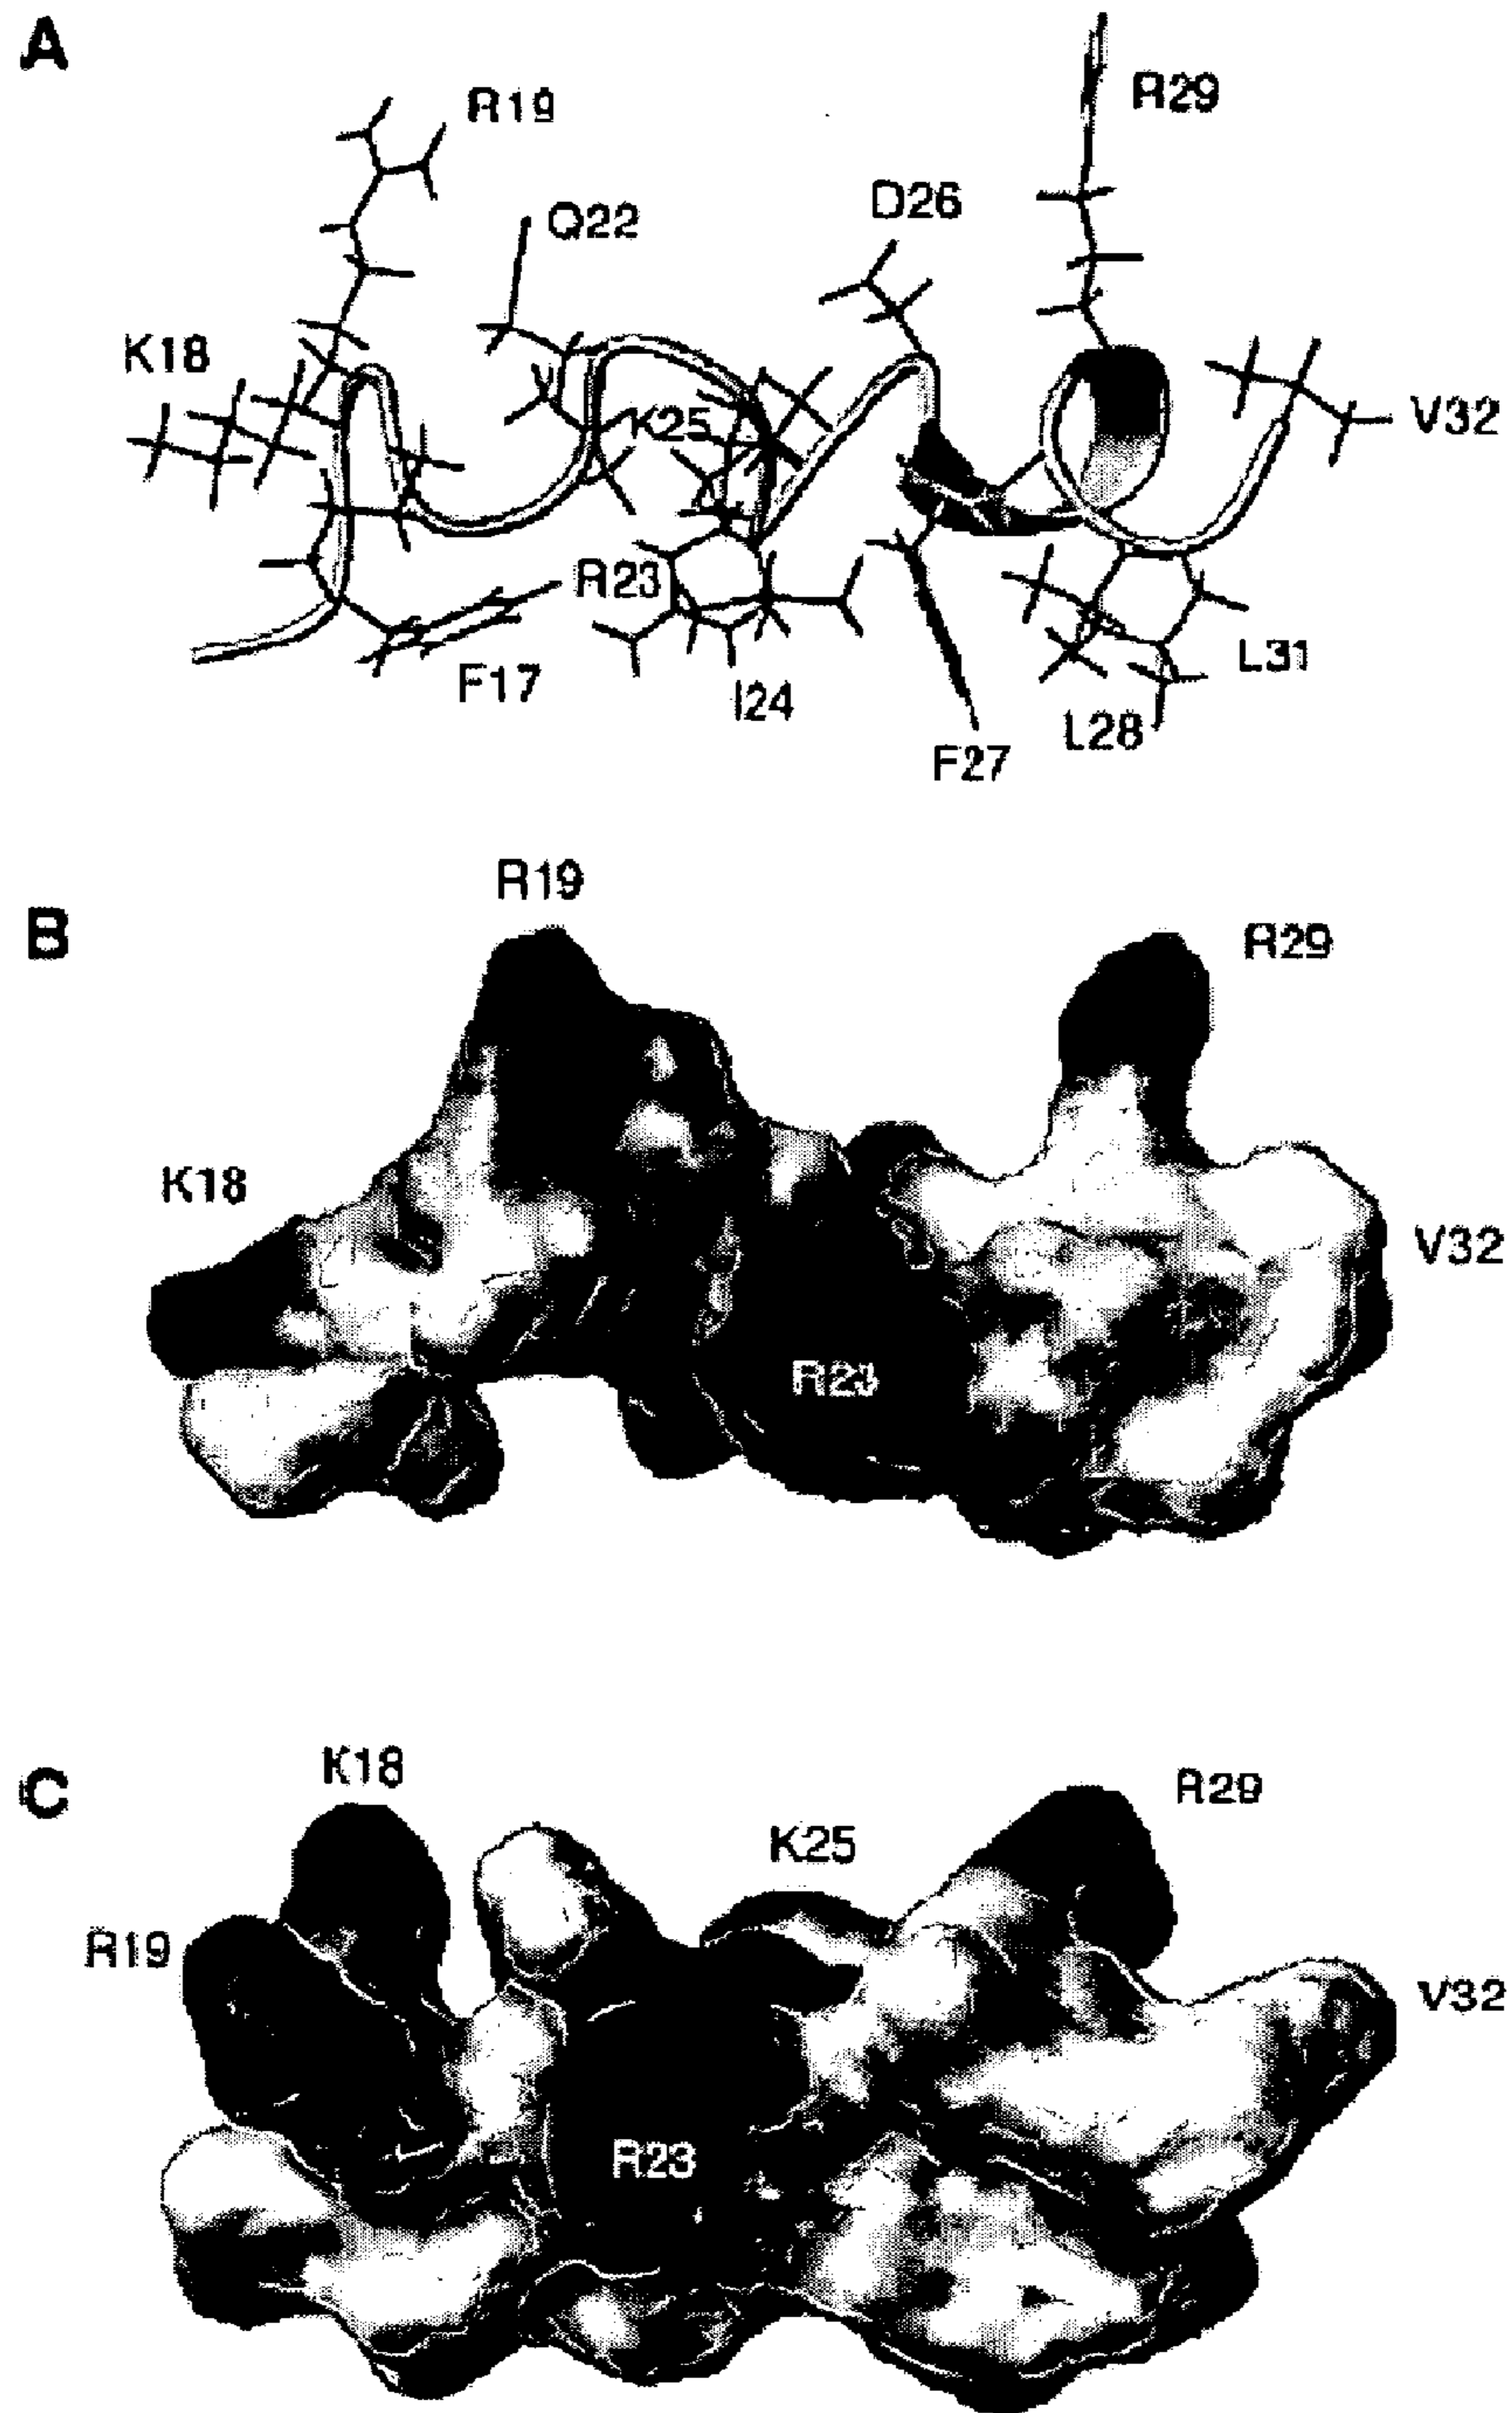 A
R19
R29
Q22
D26
K18
K25
V32
R23
F17
I24
L31
L28
F27
B
R19
R29
K18
V32
R23
C
K18
R29
K25
R19
V32
R23